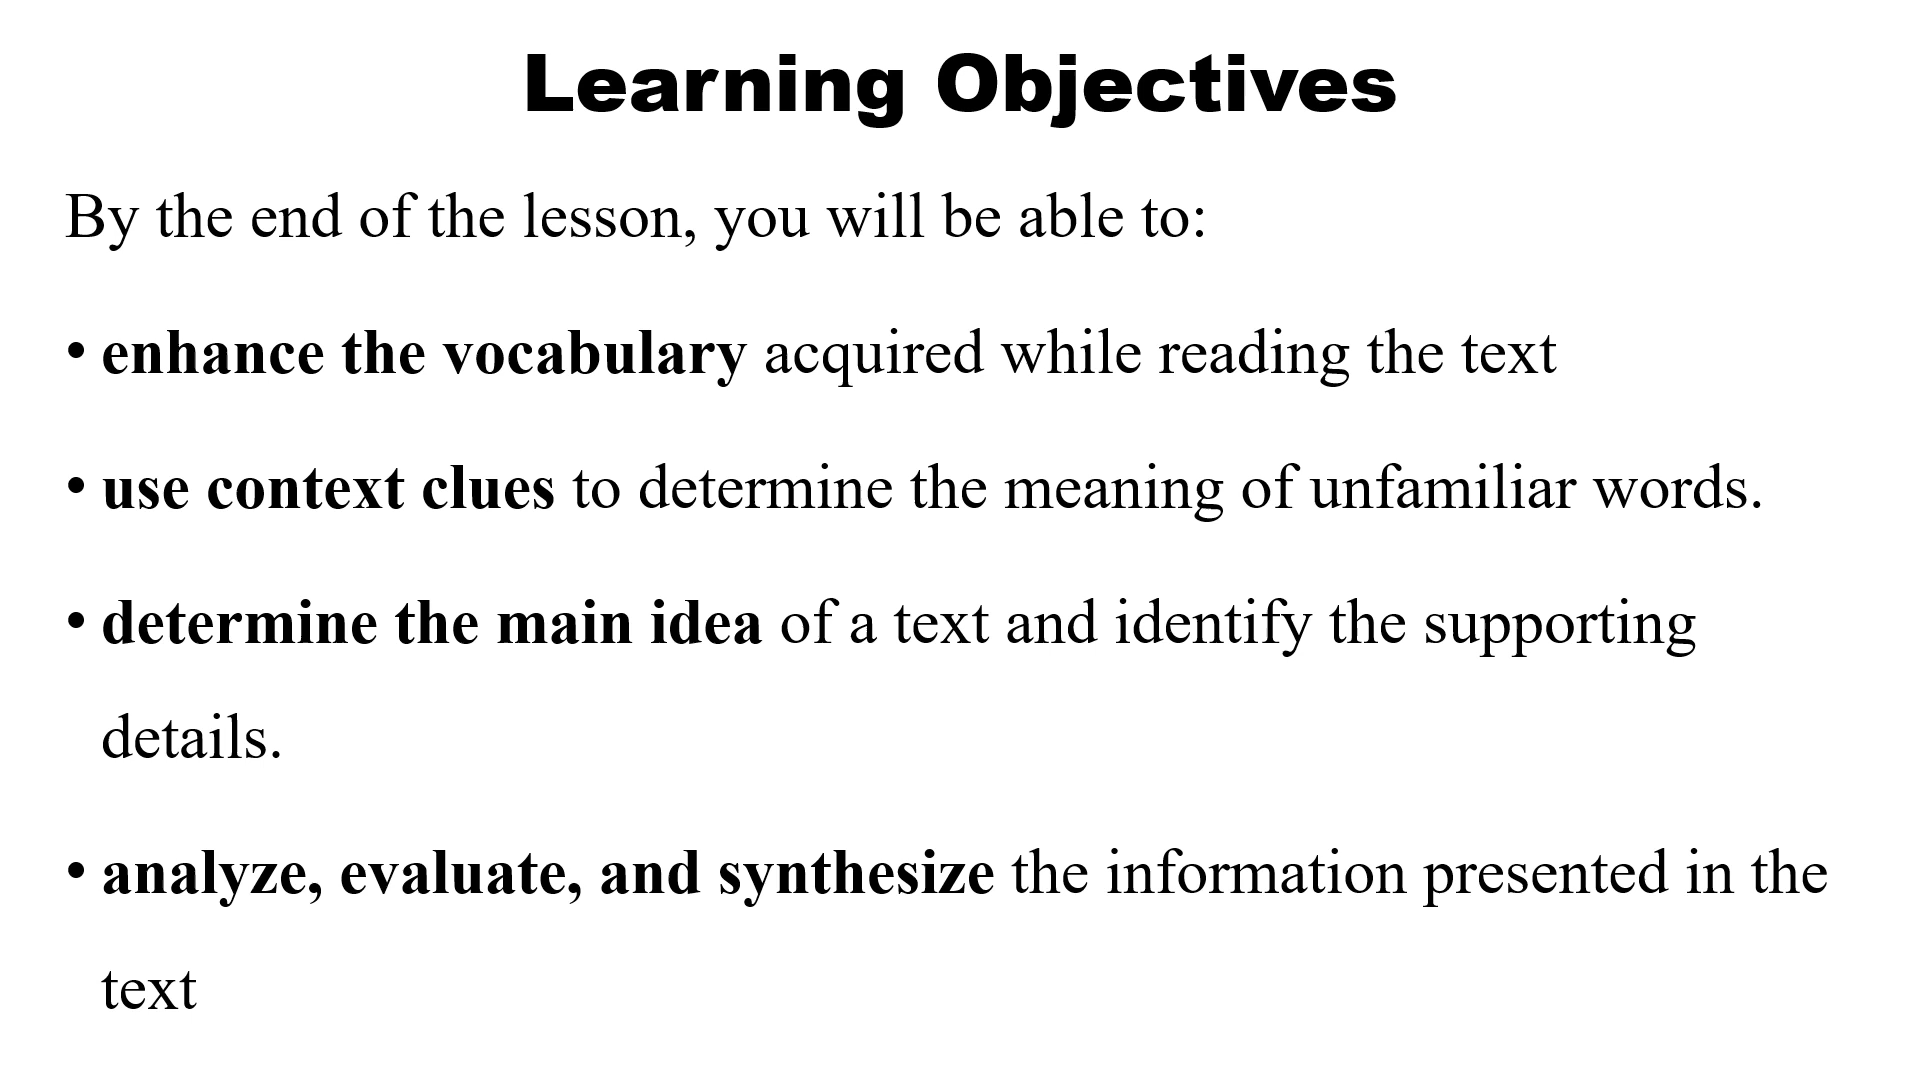 Learning Objectives
By the end of the lesson, you will be able to:
• enhance the vocabulary acquired while reading the text
• use context clues to determine the meaning of unfamiliar words.
• determine the main idea of a text and identify the supporting
details.
• analyze, evaluate, and synthesize the information presented in the
text